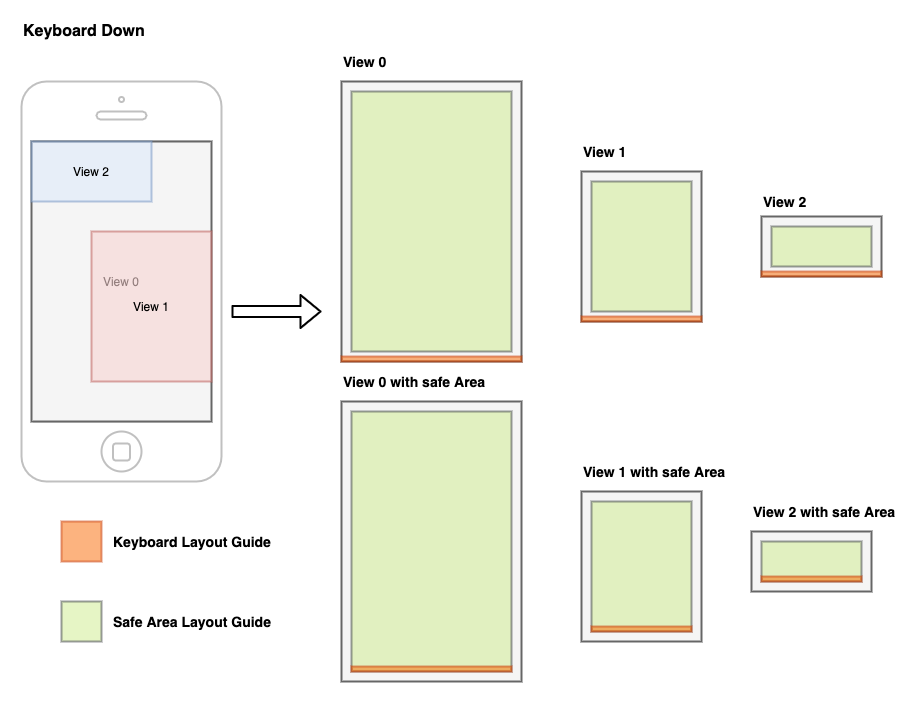 Keyboard Down
View 0
View 1
View 2
View 2
View 0
View 1
View 0 with safe Area
View 1 with safe Area
View 2 with safe Area
Keyboard Layout Guide
Safe Area Layout Guide